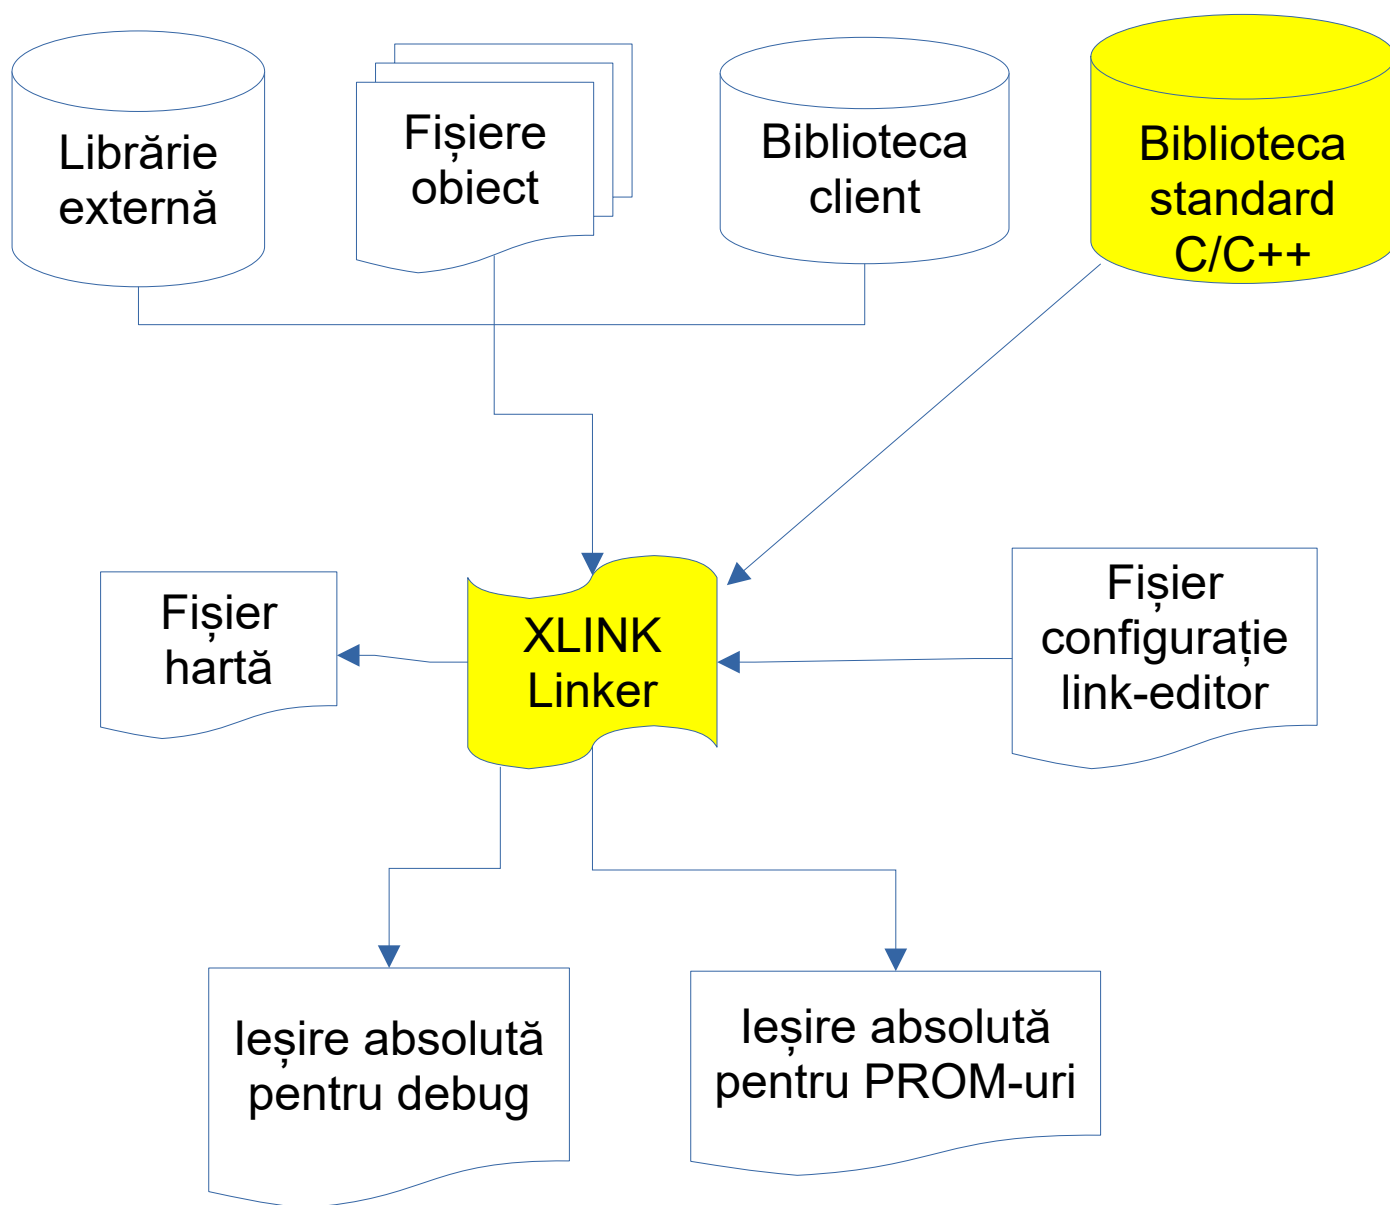 Librărie
externă
Fișiere
obiect
Biblioteca
client
Biblioteca
standard
C/C++
Fișier
hartă
XLINK
Linker
Fișier
configurație
link-editor
Ieșire absolută
pentru debug
Ieșire absolută
pentru PROM-uri